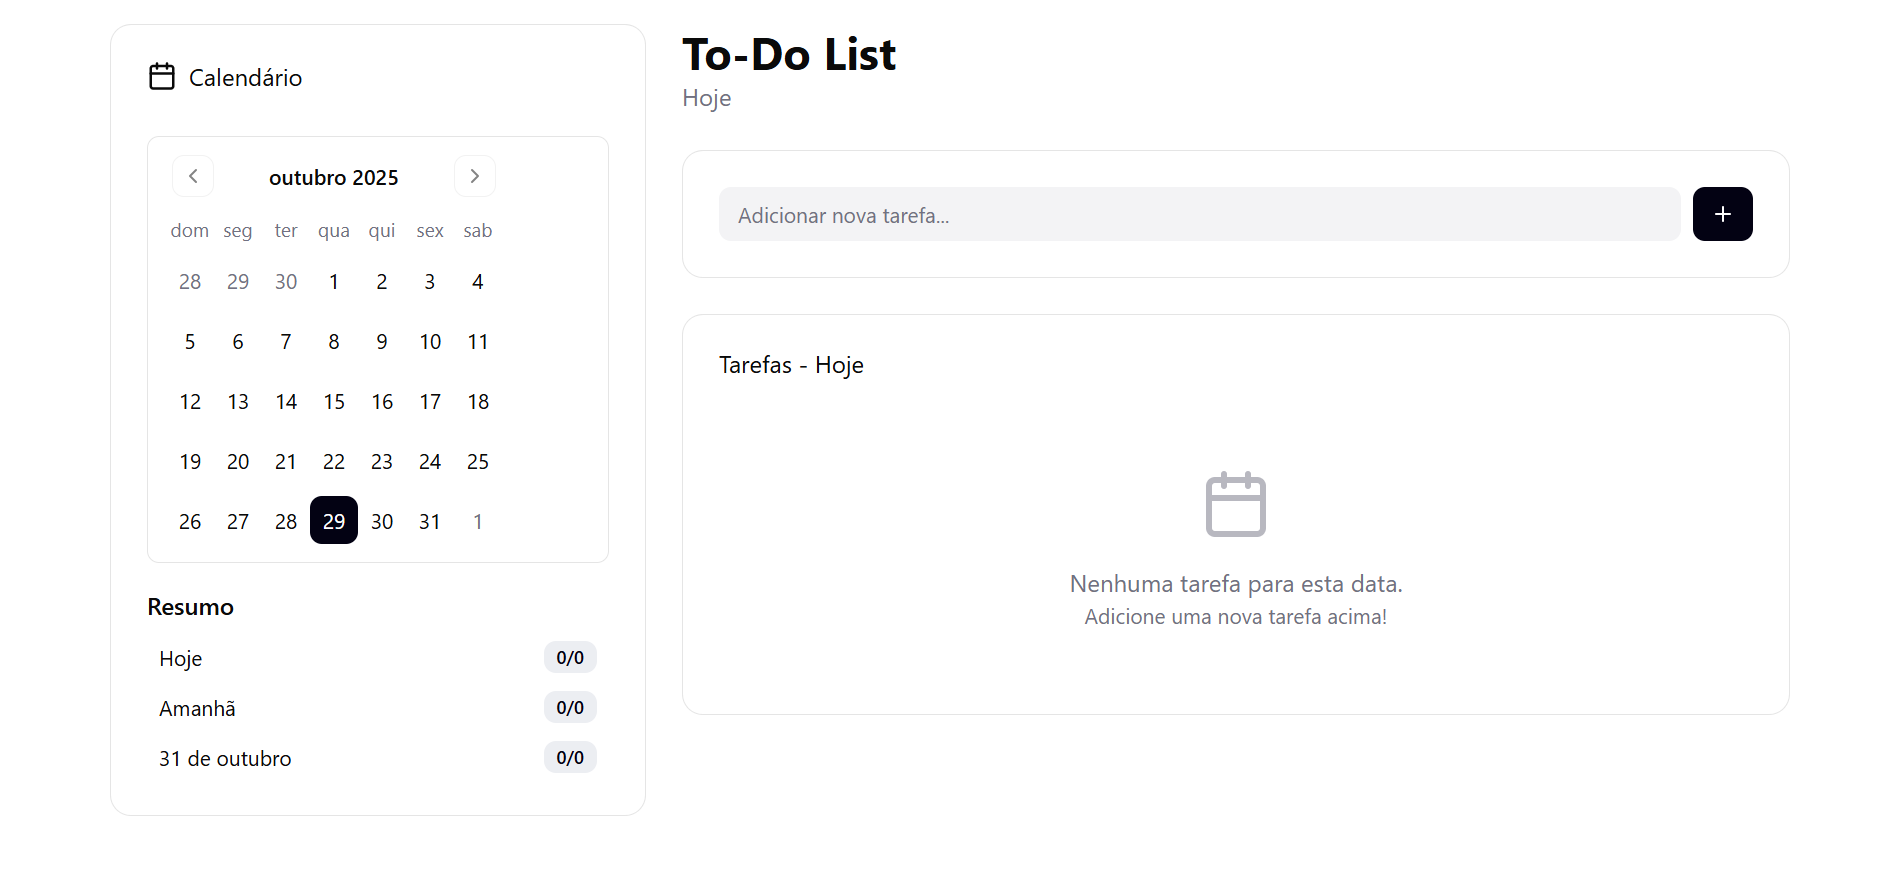 Calendário
outubro 2025
dom seg ter qua qui sex sab
28 29 30 1 2 3 4
5 6 7 8 9 10 11
12 13 14 15 16 17 18
19 20 21 22 23 24 25
26 27 28 29 30 31 1
Resumo
Hoje 0/0
Amanhã 0/0
31 de outubro 0/0
To-Do List
Hoje
Adicionar nova tarefa...
Tarefas - Hoje
Nenhuma tarefa para esta data.
Adicione uma nova tarefa acima!